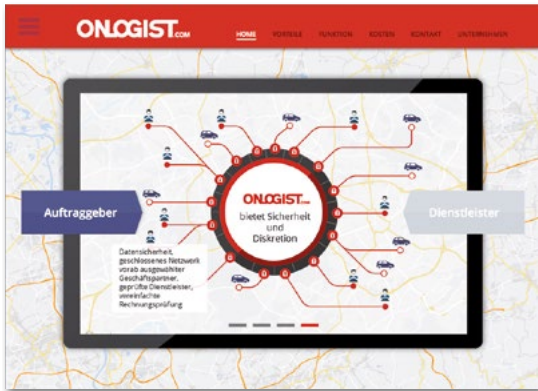 ONLOGIST.COM
HOME VORTEILE FUNKTION KOSTEN KONTAKT UNTERNEHMEN
Auftraggeber
ONLOGIST.COM
bietet Sicherheit
und
Diskretion
Dienstleister
Datensicherheit,
geschlossenes Netzwerk
vorab ausgewählter
Geschäftspartner,
geprüfte Dienstleister,
vereinfachte
Rechnungsprüfung